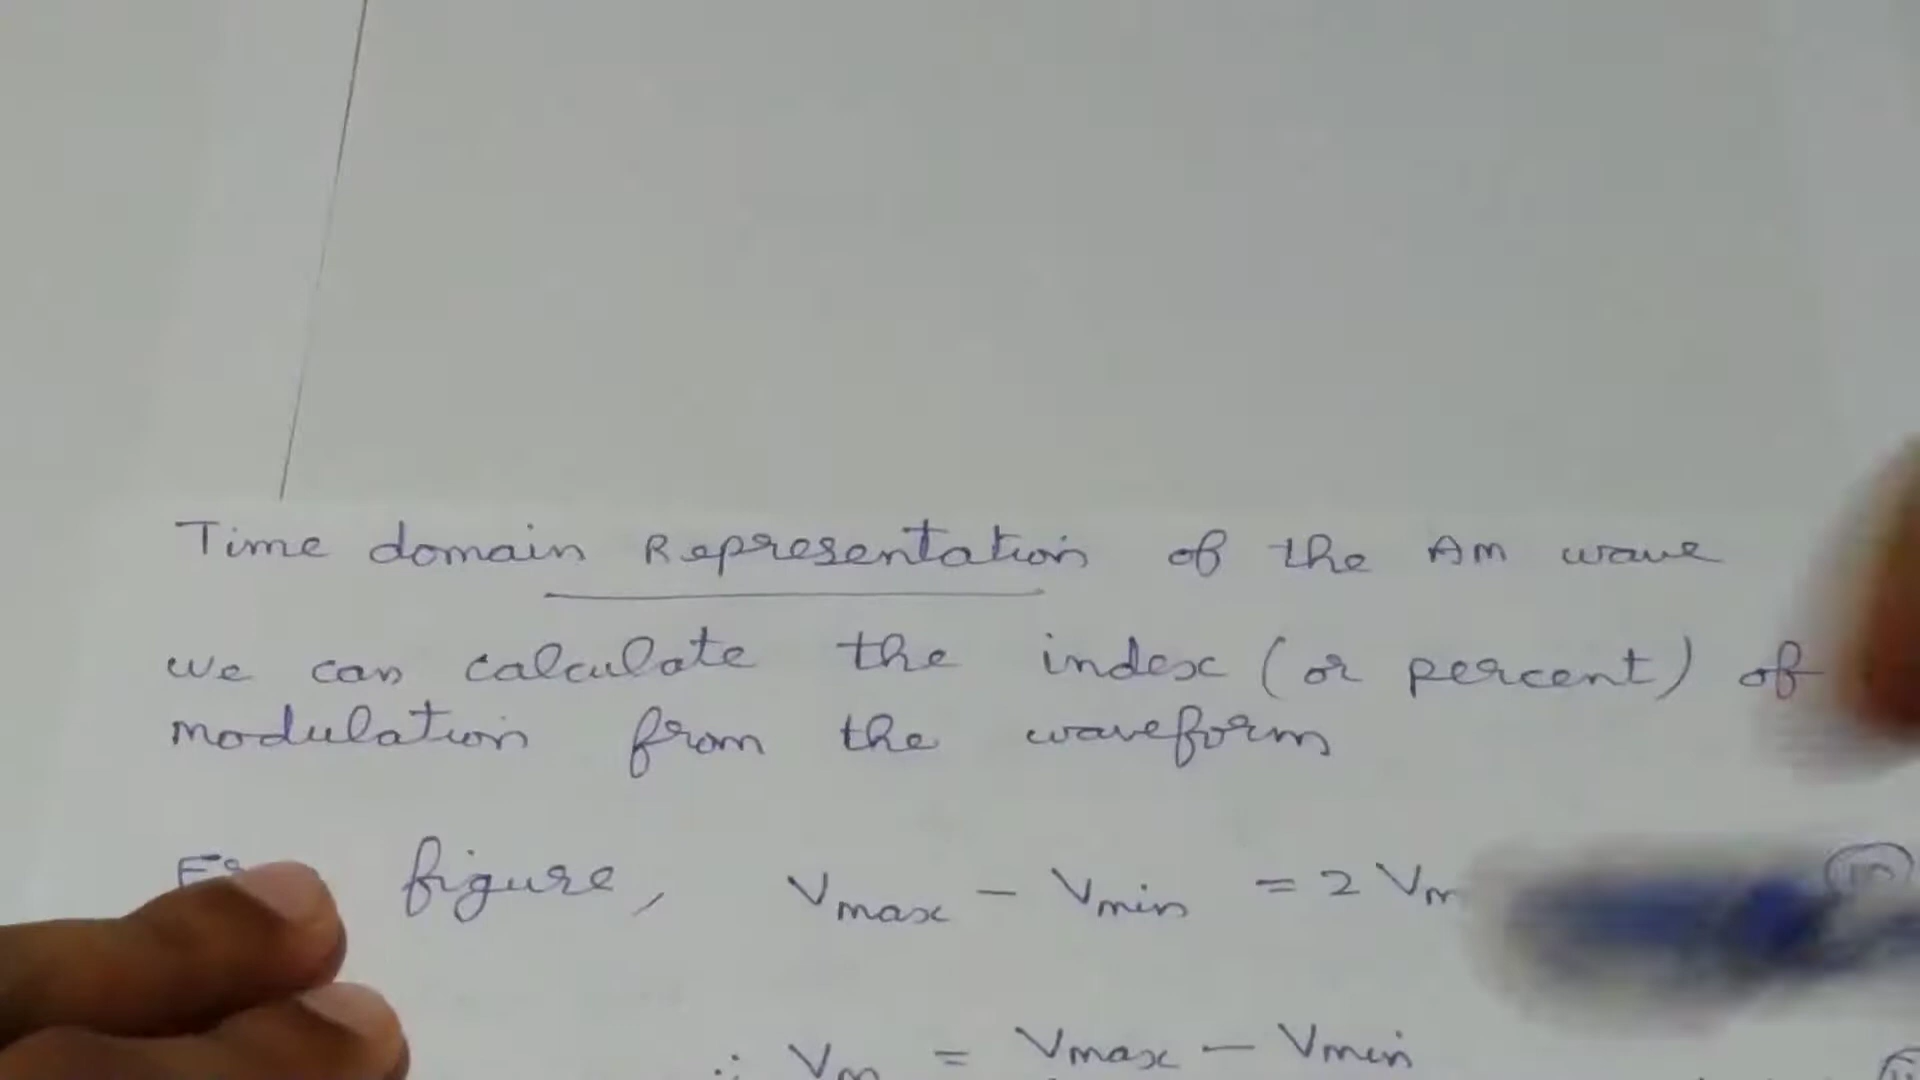 Time domain Representation of the AM wave
we can calculate the index (or percent) of
modulation from the waveform
figure, Vmax - Vmin = 2 Vm
∴ Vm = Vmax - Vmin